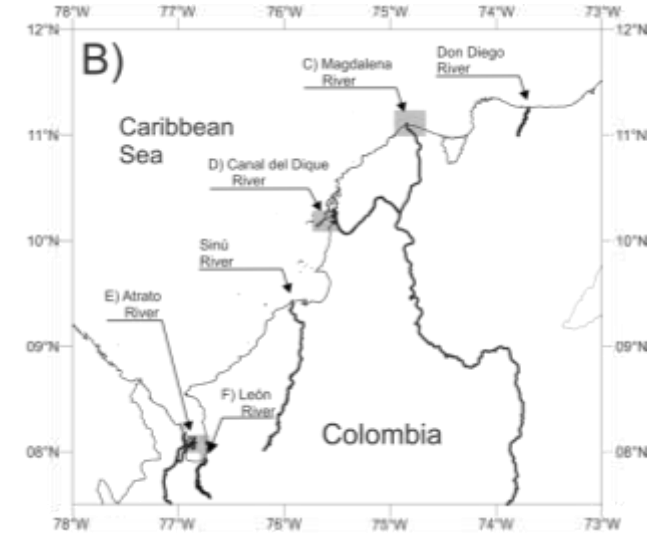 78°W 77°W 76°W 75°W 74°W 73°W
12°N 12°N
B)
Don Diego
River
C) Magdalena
River
Caribbean
Sea
11°N 11°N
D) Canal del Dique
River
10°N 10°N
Sinú
River
E) Atrato
River
09°N 09°N
F) León
River
Colombia
08°N 08°N
78°W 77°W 76°W 75°W 74°W 73°W